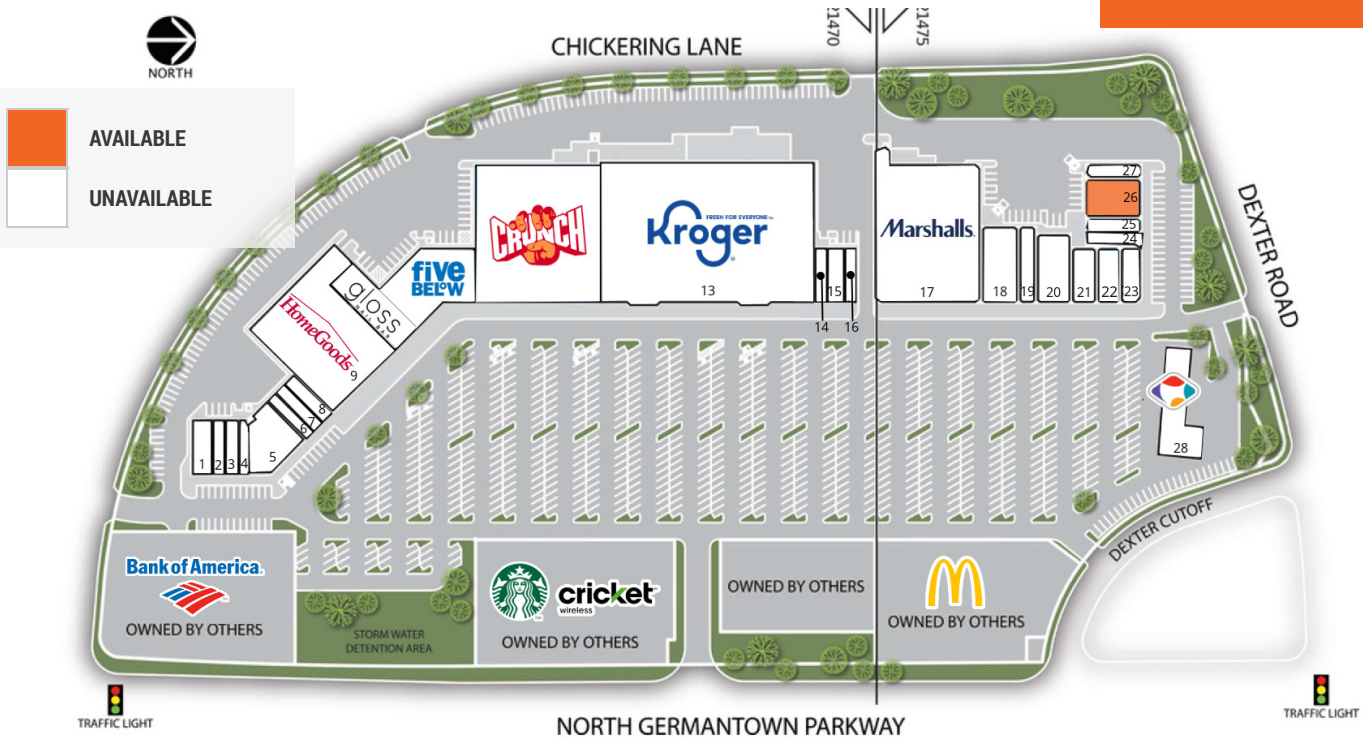 21470
21475
CHICKERING LANE
NORTH
AVAILABLE
UNAVAILABLE
27
26
25
24
DEXTER ROAD
CRUNCH
FRESH FOR EVERYONE
Kroger
Marshalls
five
BELOW
gloss
NAIL BAR
HomeGoods
13
14
15
16
17
18
19
20
21
22
23
9
8
7
6
5
4
3
2
1
28
DEXTER CUTOFF
Bank of America
OWNED BY OTHERS
STORM WATER
DETENTION AREA
cricket
wireless
OWNED BY OTHERS
OWNED BY OTHERS
OWNED BY OTHERS
TRAFFIC LIGHT
NORTH GERMANTOWN PARKWAY
TRAFFIC LIGHT